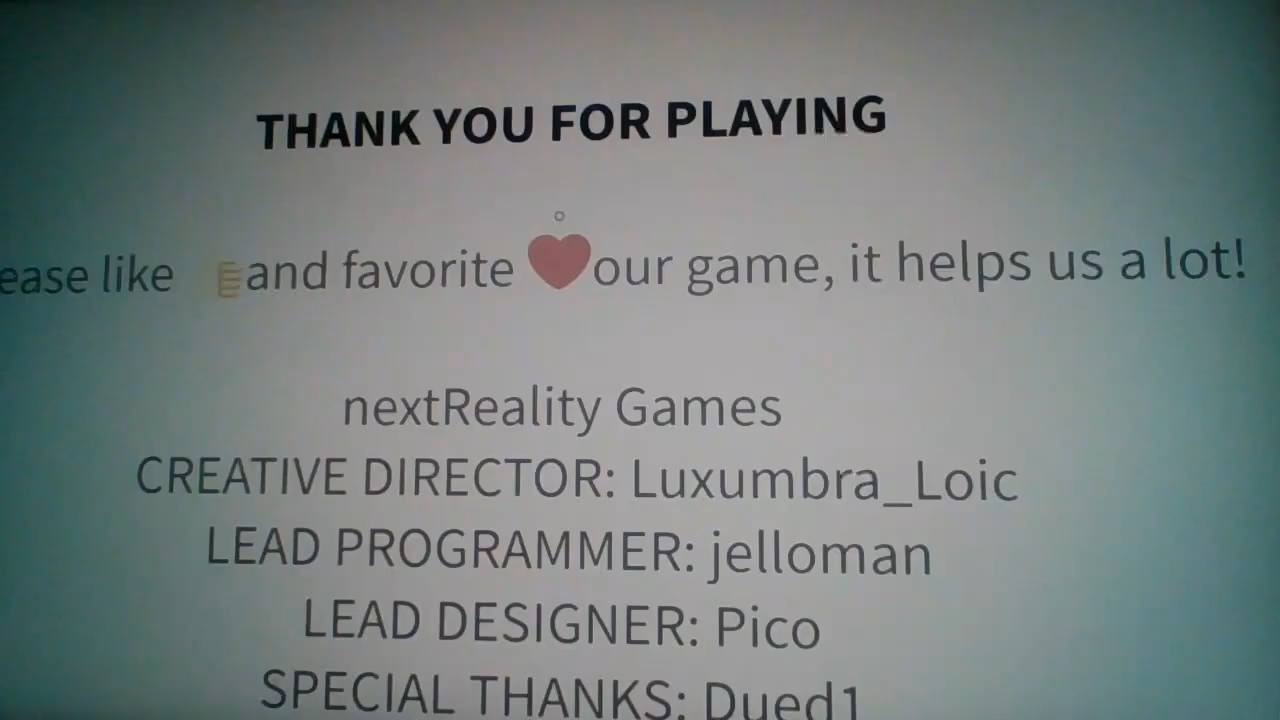 THANK YOU FOR PLAYING
ease like and favorite our game, it helps us a lot!
nextReality Games
CREATIVE DIRECTOR: Luxumbra_Loic
LEAD PROGRAMMER: jelloman
LEAD DESIGNER: Pico
SPECIAL THANKS: Dued1